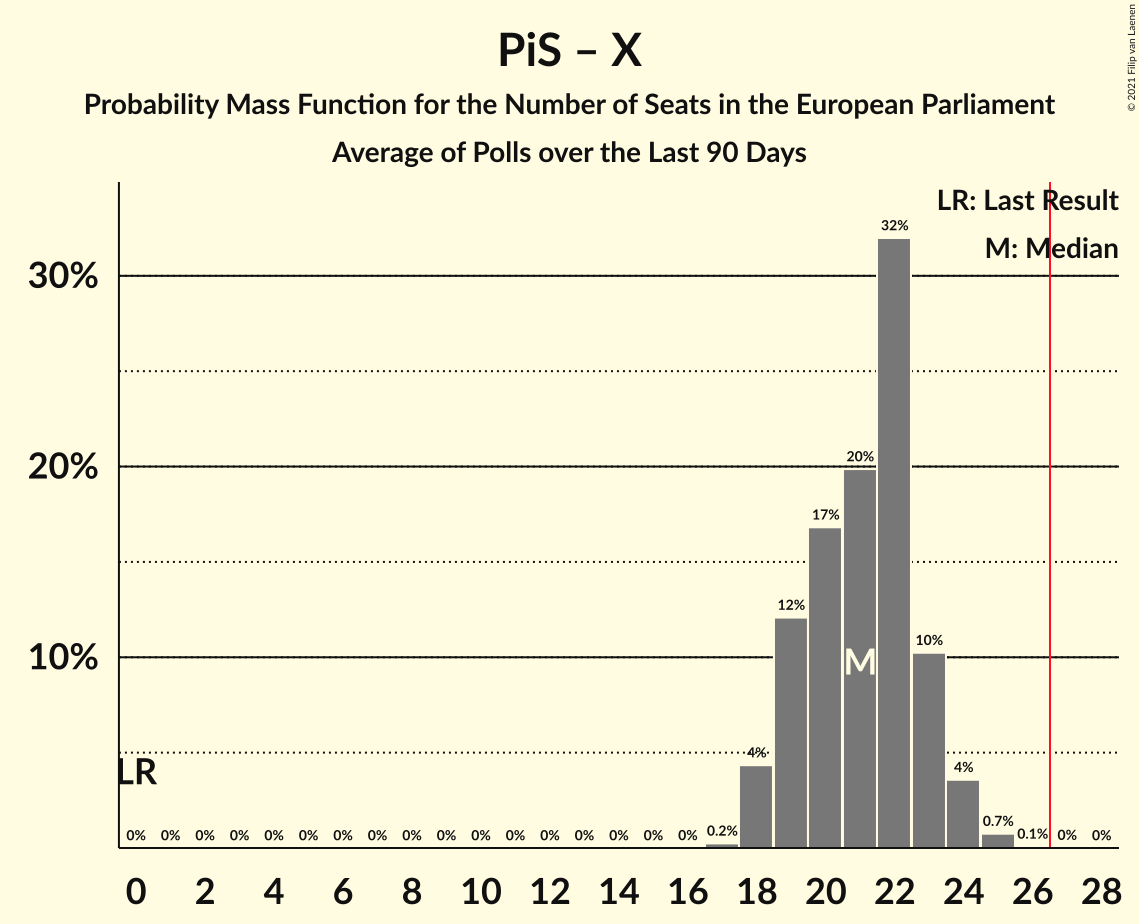 PiS – X
Probability Mass Function for the Number of Seats in the European Parliament
Average of Polls over the Last 90 Days
© 2021 Filip van Laenen
LR: Last Result
M: Median
32%
30%
20%
20%
17%
12%
10%
10%
M
4%
4%
LR
0% 0% 0% 0% 0% 0% 0% 0% 0% 0% 0% 0% 0% 0% 0% 0% 0% 0.2% 0.7% 0.1% 0% 0%
0 2 4 6 8 10 12 14 16 18 20 22 24 26 28